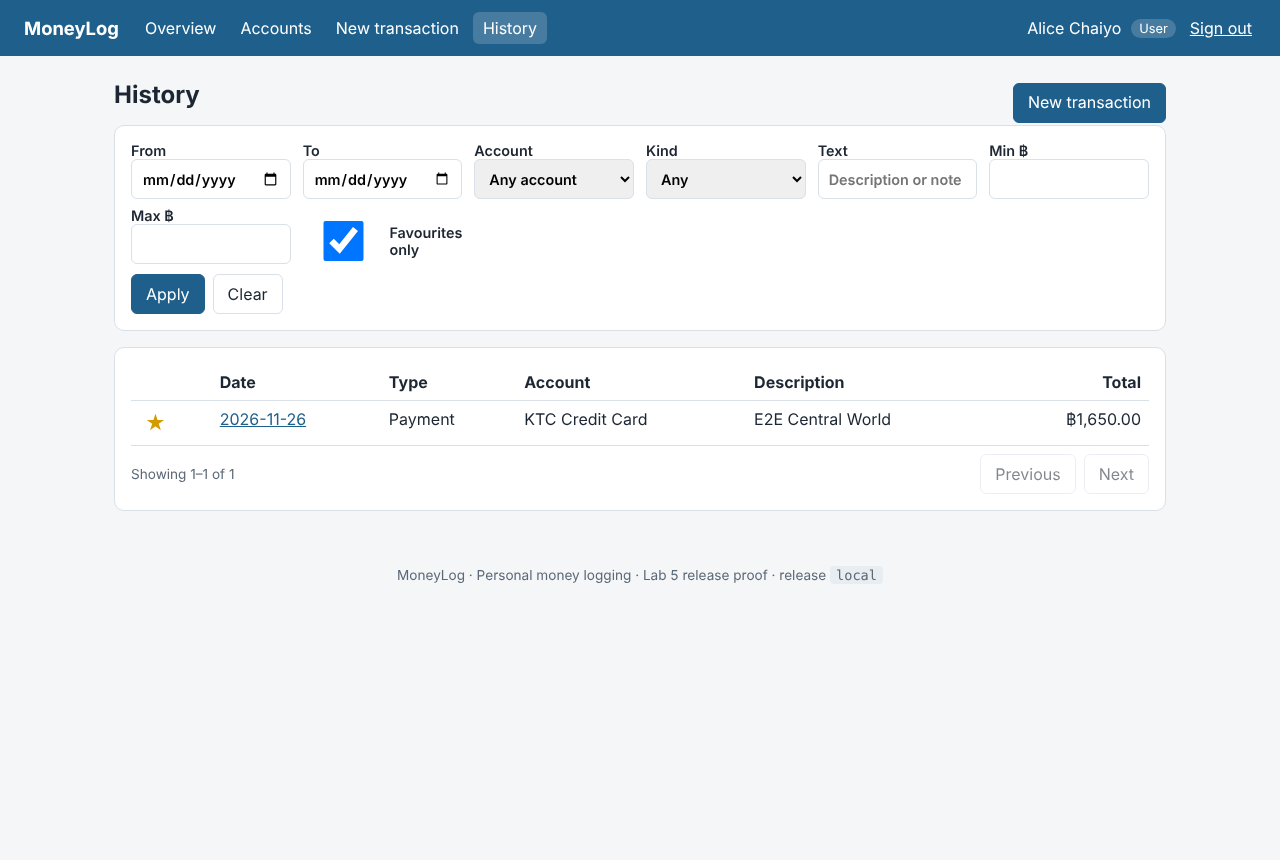 MoneyLog Overview Accounts New transaction History Alice Chaiyo User Sign out
History New transaction
From To Account Kind Text Min ฿
mm/dd/yyyy mm/dd/yyyy Any account Any Description or note
Max ฿
Favourites
only
Apply Clear
Date Type Account Description Total
★ 2026-11-26 Payment KTC Credit Card E2E Central World ฿1,650.00
Showing 1–1 of 1 Previous Next
MoneyLog · Personal money logging · Lab 5 release proof · release local